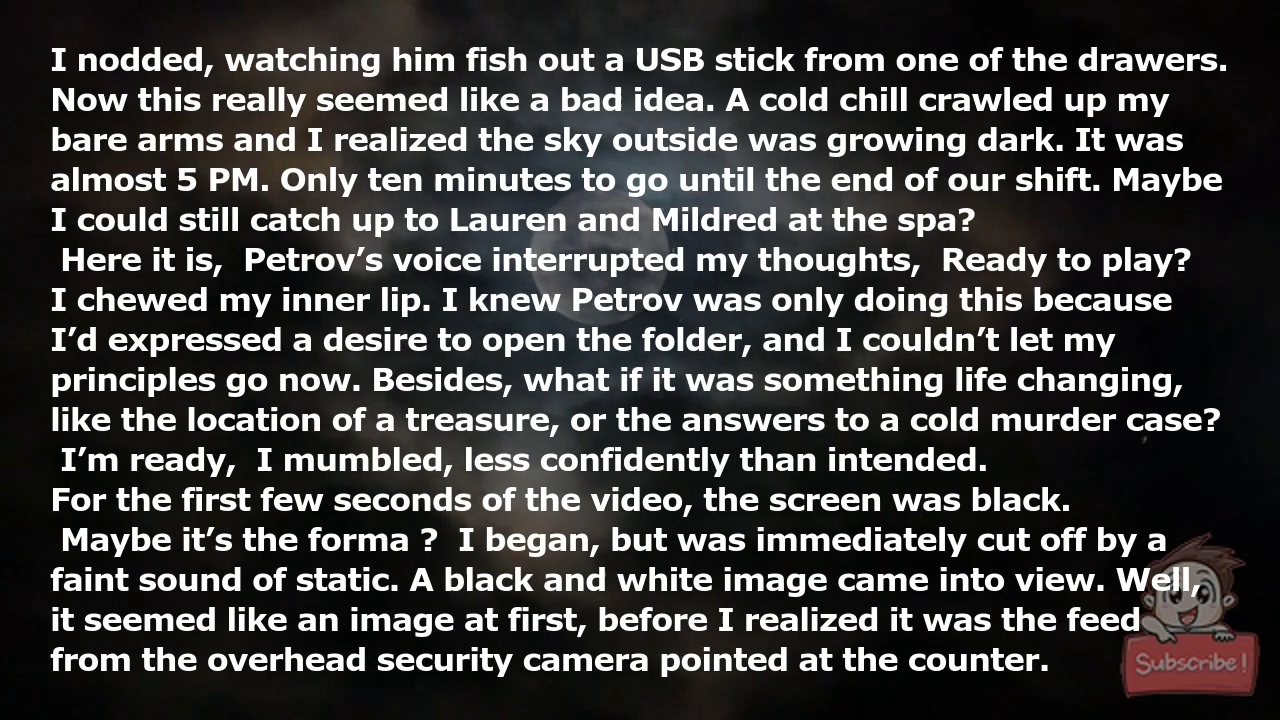 I nodded, watching him fish out a USB stick from one of the drawers.
Now this really seemed like a bad idea. A cold chill crawled up my
bare arms and I realized the sky outside was growing dark. It was
almost 5 PM. Only ten minutes to go until the end of our shift. Maybe
I could still catch up to Lauren and Mildred at the spa?
Here it is,  Petrov’s voice interrupted my thoughts,  Ready to play?
I chewed my inner lip. I knew Petrov was only doing this because
I’d expressed a desire to open the folder, and I couldn’t let my
principles go now. Besides, what if it was something life changing,
like the location of a treasure, or the answers to a cold murder case?
I’m ready,  I mumbled, less confidently than intended.
For the first few seconds of the video, the screen was black.
Maybe it’s the forma ?  I began, but was immediately cut off by a
faint sound of static. A black and white image came into view. Well,
it seemed like an image at first, before I realized it was the feed
from the overhead security camera pointed at the counter.
Subscribe!